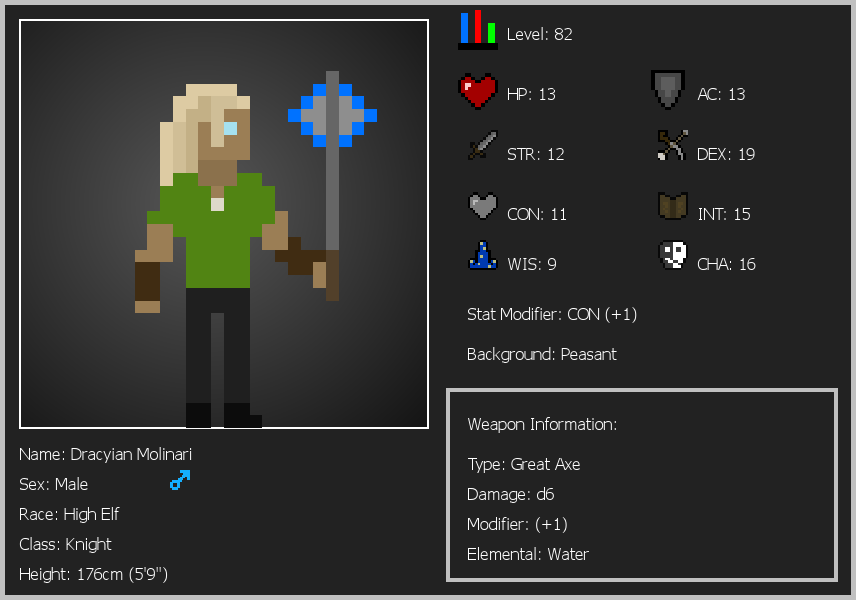 Level: 82
HP: 13
AC: 13
STR: 12
DEX: 19
CON: 11
INT: 15
WIS: 9
CHA: 16
Stat Modifier: CON (+1)
Background: Peasant
Weapon Information:
Type: Great Axe
Damage: d6
Modifier: (+1)
Elemental: Water
Name: Dracyian Molinari
Sex: Male
Race: High Elf
Class: Knight
Height: 176cm (5'9")